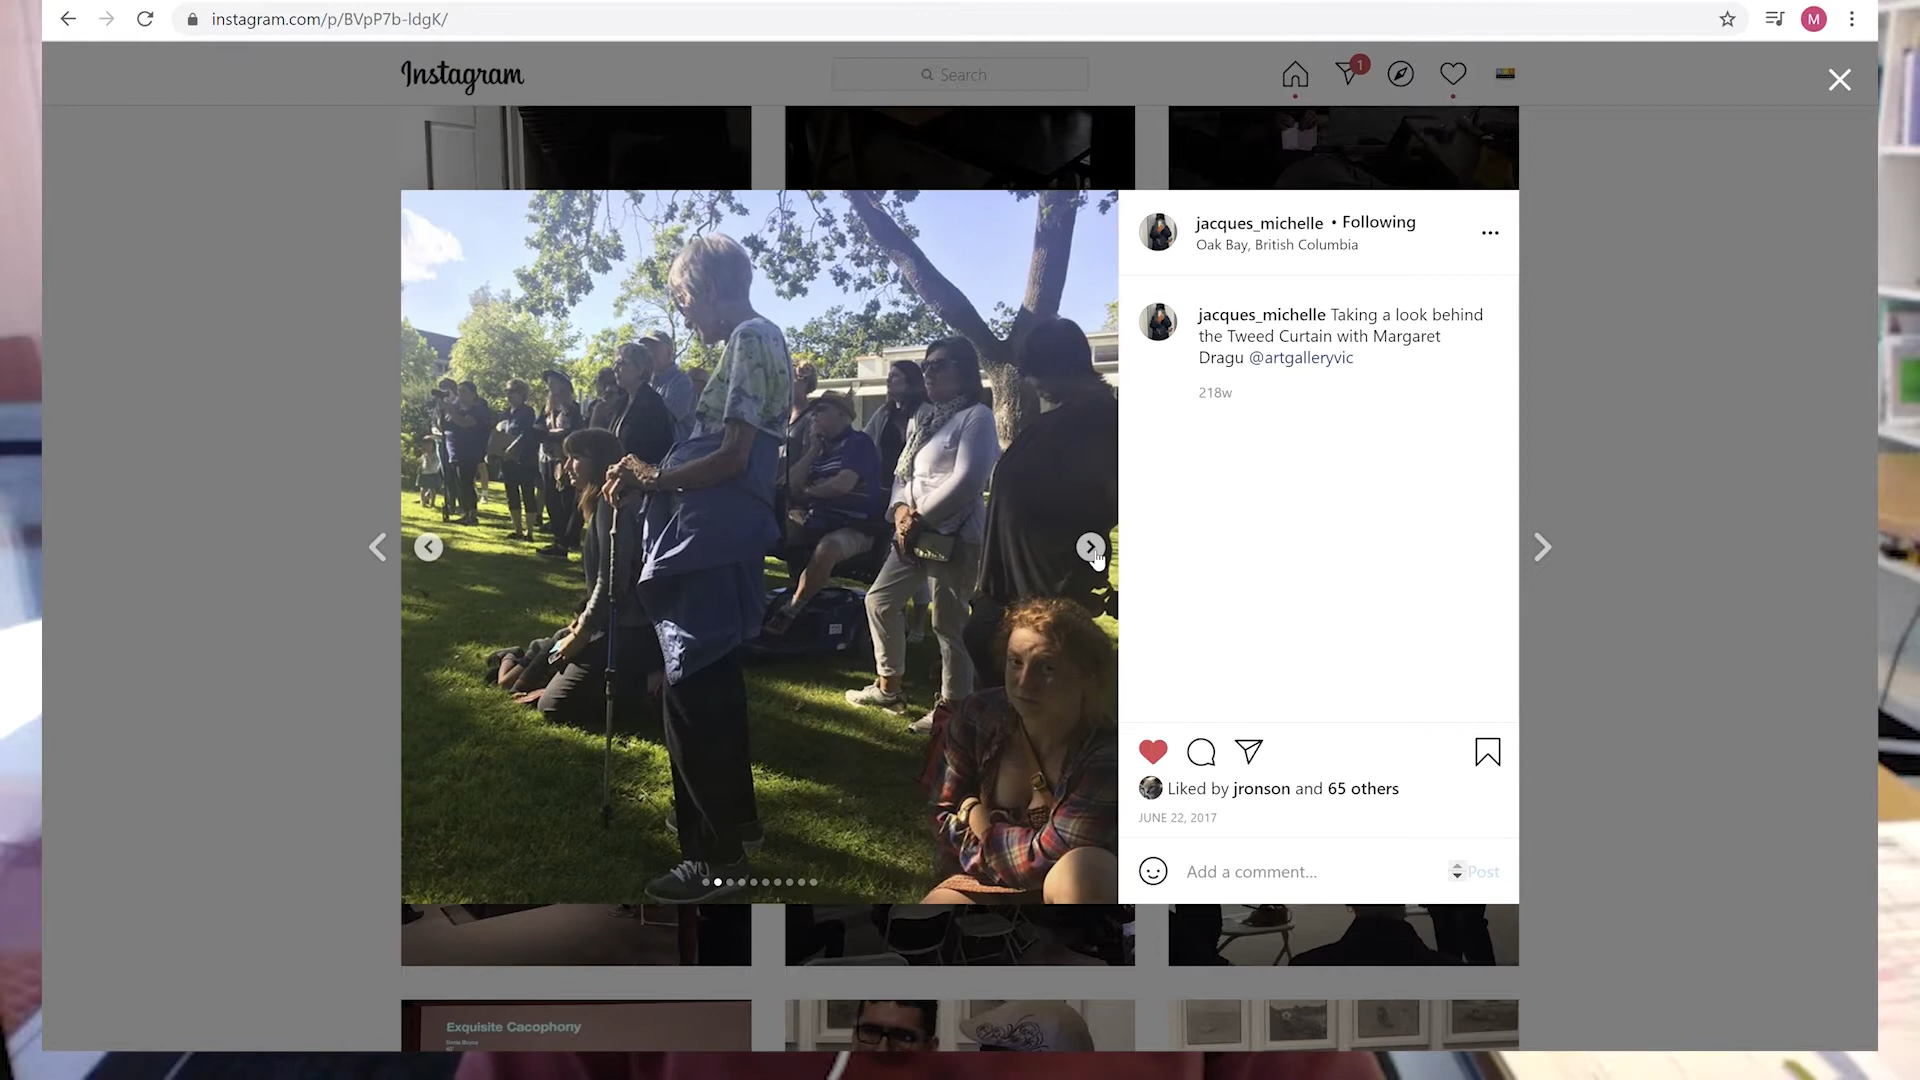 instagram.com/p/BVpP7b-ldgK/
M
Instagram
Search
1
jacques_michelle • Following
Oak Bay, British Columbia
jacques_michelle Taking a look behind
the Tweed Curtain with Margaret
Dragu @artgalleryvic
218w
Liked by jronson and 65 others
JUNE 22, 2017
Add a comment...
Post
Exquisite Cacophony
Sonia Boyce